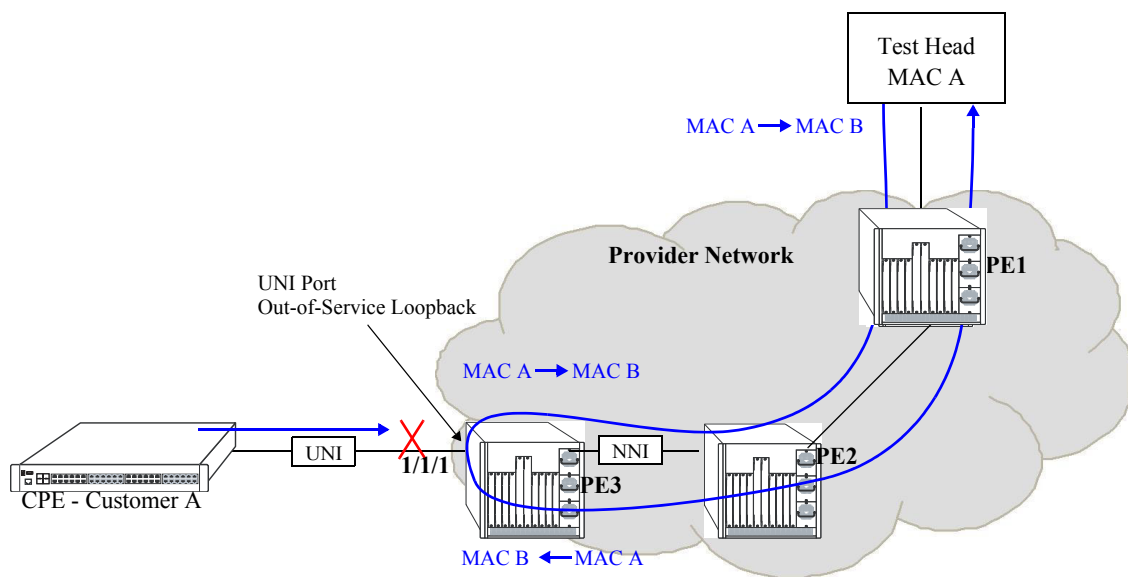 Test Head
MAC A
MAC A MAC B
Provider Network
PE1
UNI Port
Out-of-Service Loopback
MAC A MAC B
UNI
1/1/1
NNI
PE2
PE3
CPE - Customer A
MAC B MAC A